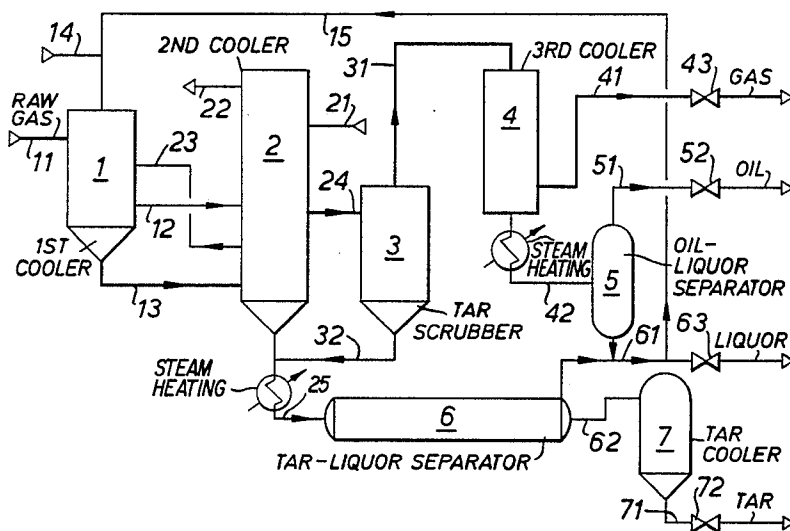 14
15
2ND COOLER
31
3RD COOLER
41
43
GAS
RAW
GAS
11
23
22
21
1
2
4
12
24
51
52
OIL
1ST
COOLER
13
3
STEAM
HEATING
5
OIL-
LIQUOR
SEPARATOR
42
TAR
SCRUBBER
32
61
63
LIQUOR
STEAM
HEATING
25
6
62
7
TAR
COOLER
TAR-LIQUOR SEPARATOR
71
72
TAR